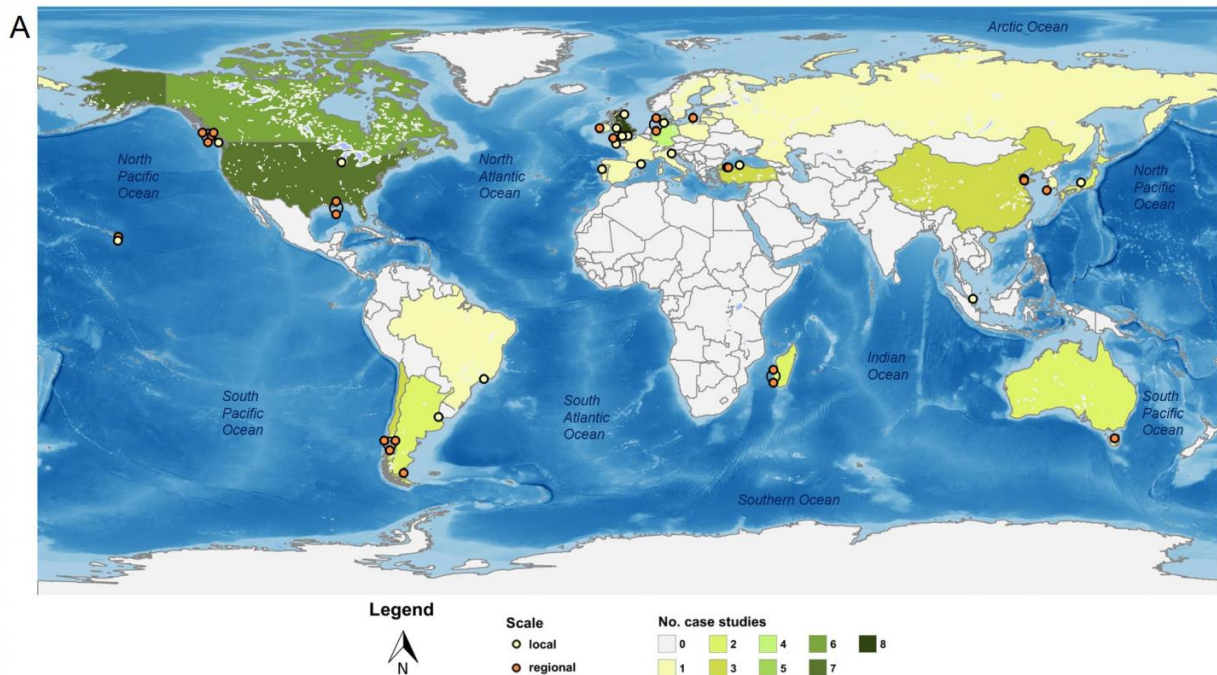 A
Arctic Ocean
North
Pacific
Ocean
North
Atlantic
Ocean
North
Pacific
Ocean
Indian
Ocean
South
Pacific
Ocean
South
Atlantic
Ocean
South
Pacific
Ocean
Southern Ocean
Legend
N
Scale
local
regional
No. case studies
0 2 4 6 8
1 3 5 7